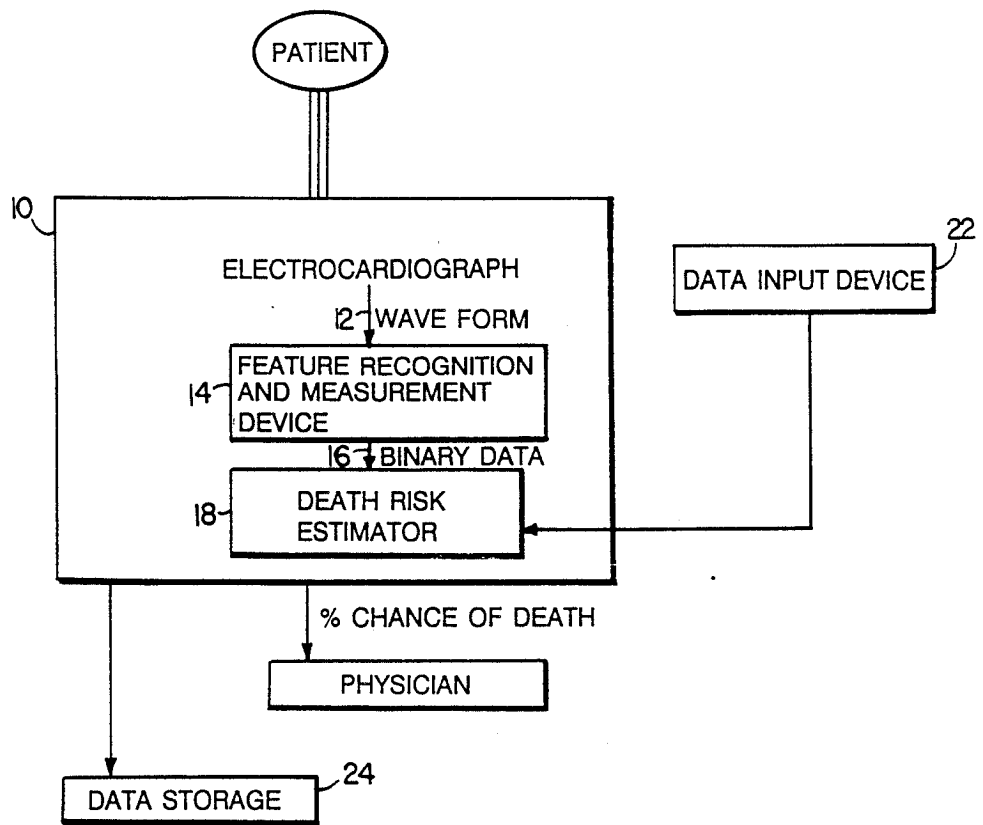 PATIENT
10
ELECTROCARDIOGRAPH
12 WAVE FORM
22
DATA INPUT DEVICE
14
FEATURE RECOGNITION
AND MEASUREMENT
DEVICE
16 BINARY DATA
18
DEATH RISK
ESTIMATOR
% CHANCE OF DEATH
PHYSICIAN
24
DATA STORAGE